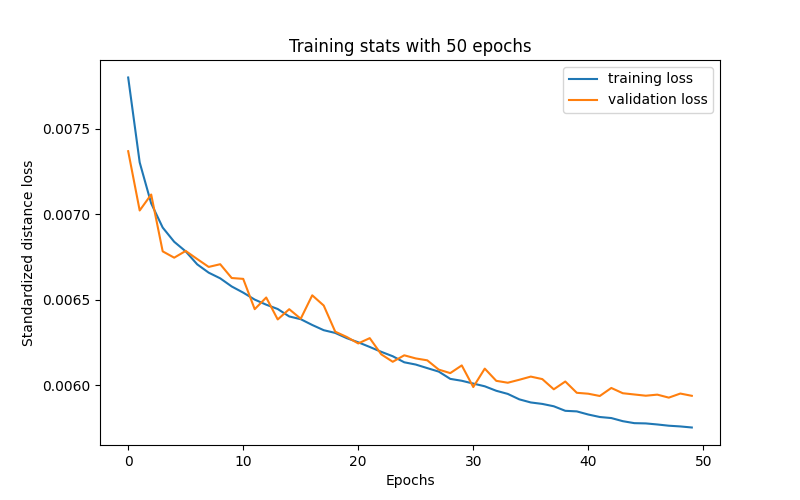 Training stats with 50 epochs
training loss
validation loss
0.0075
0.0070
0.0065
0.0060
Standardized distance loss
0 10 20 30 40 50
Epochs